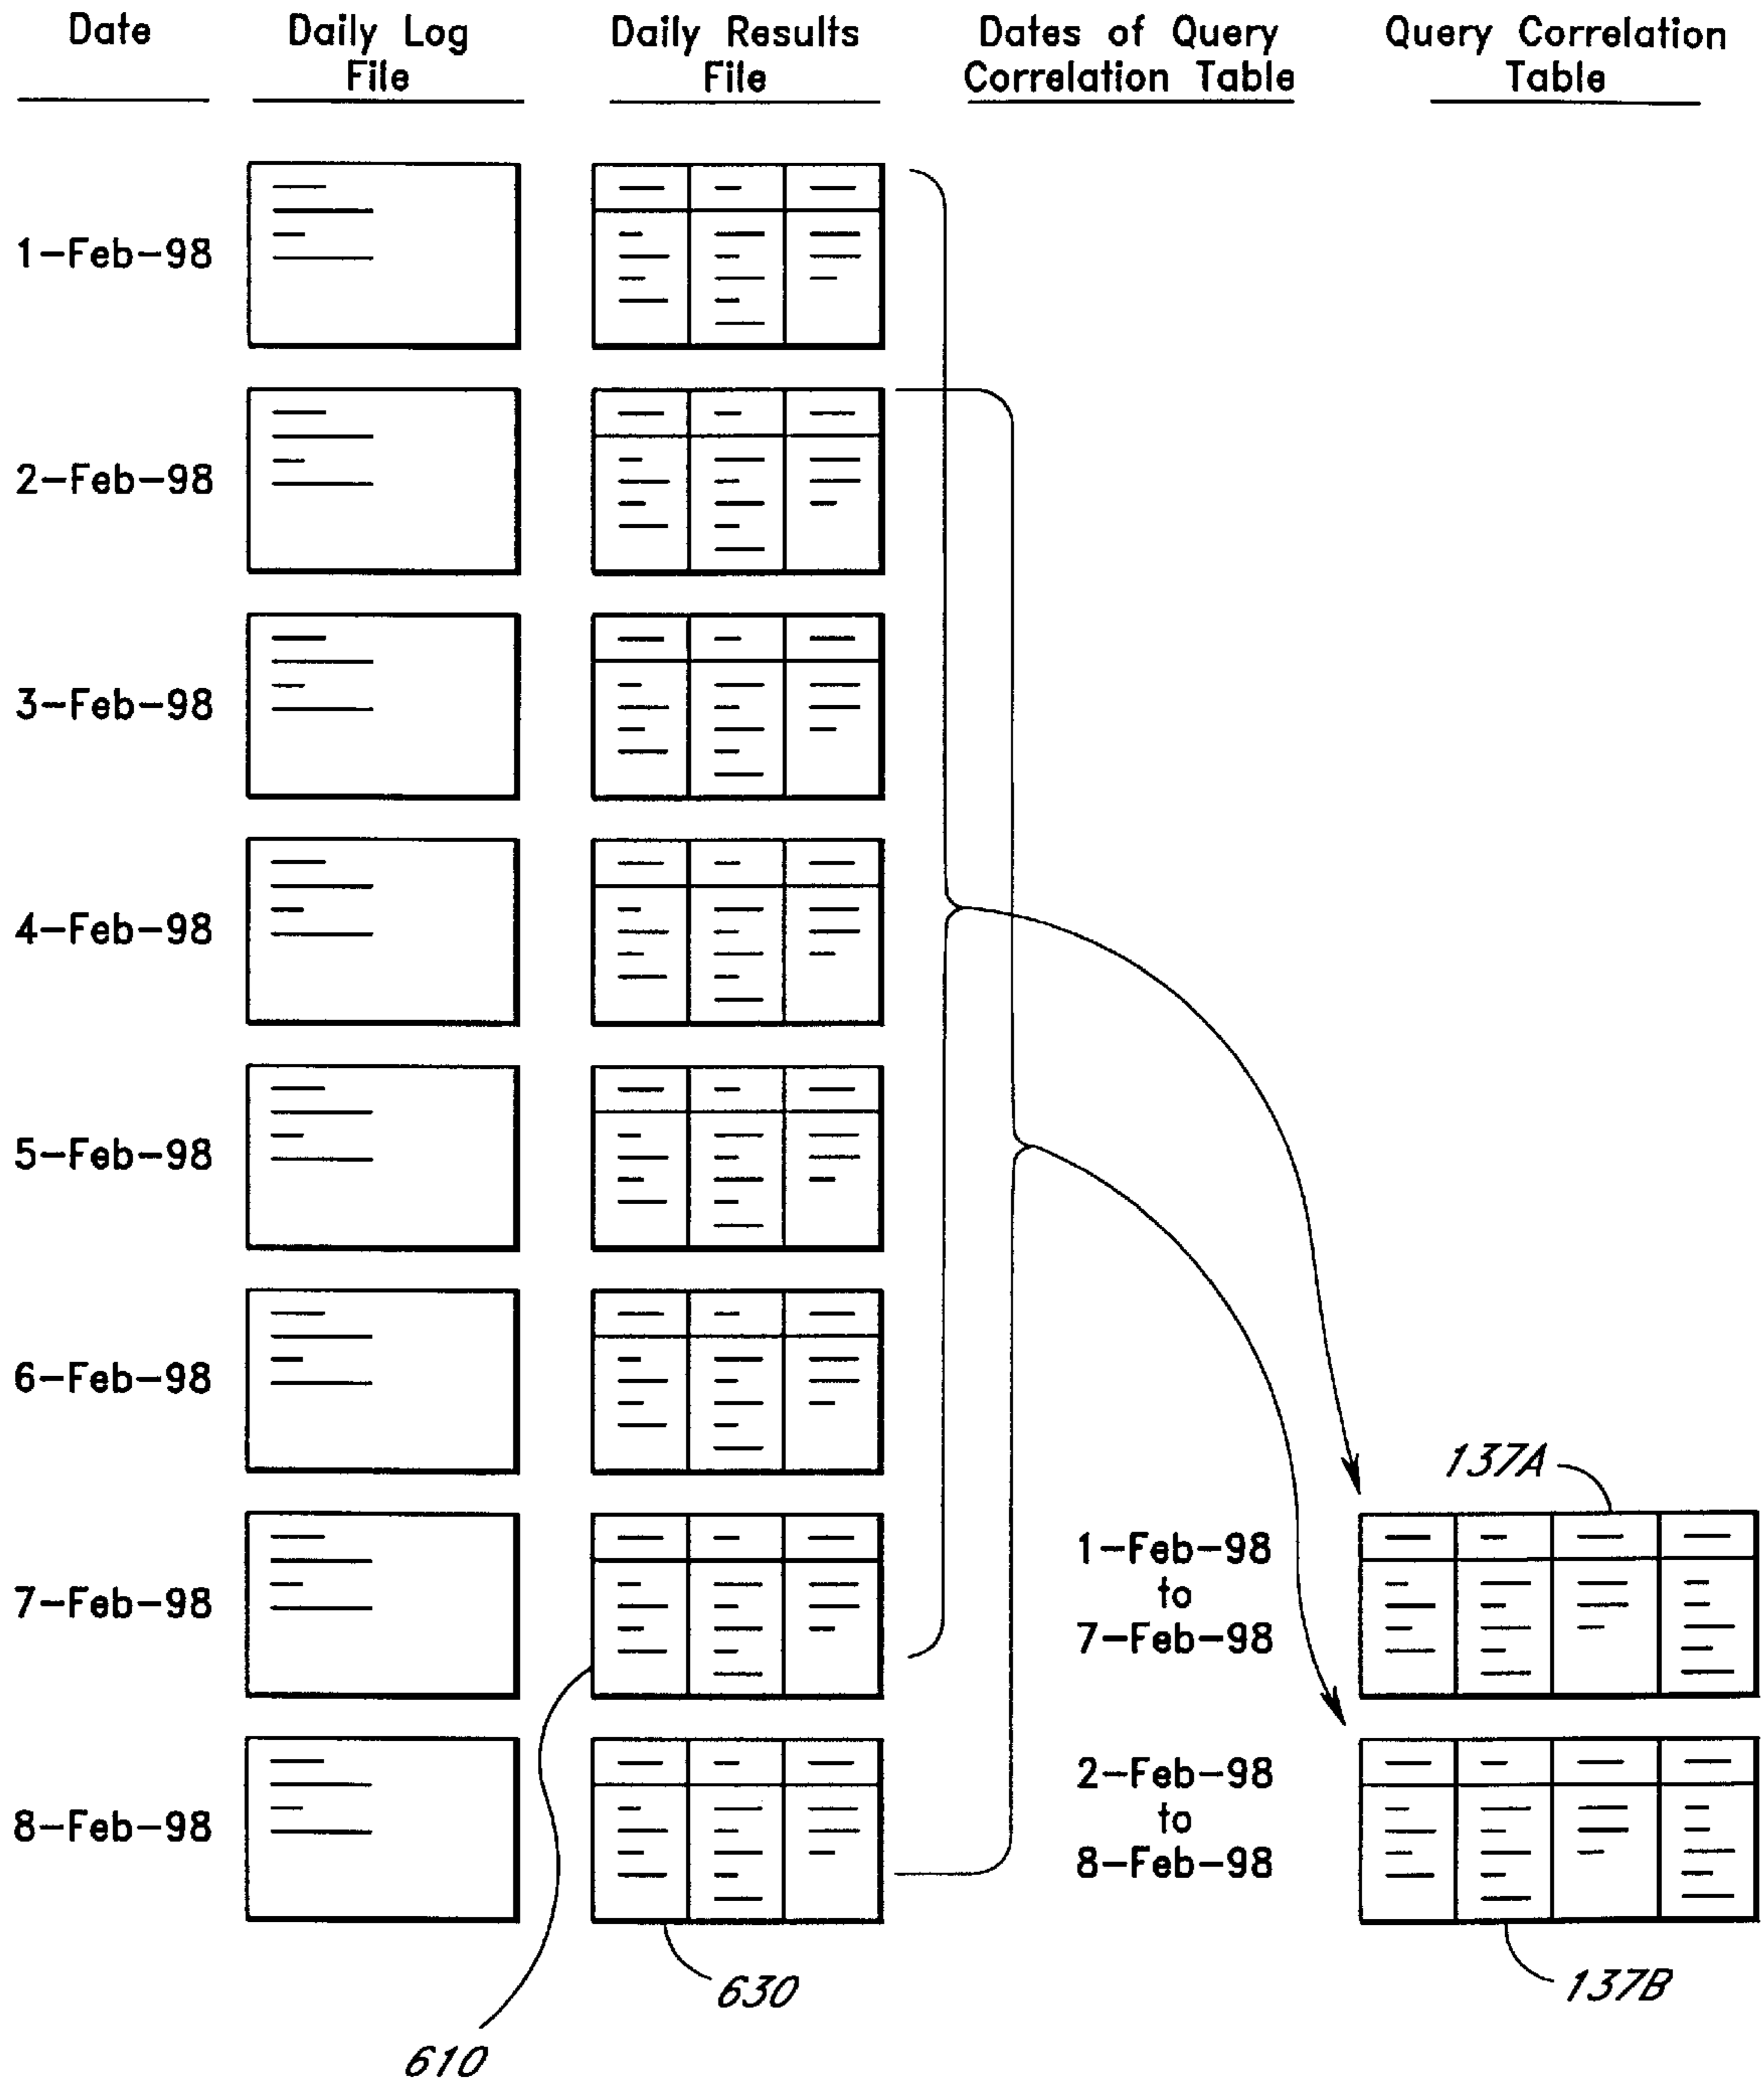 Date
Daily Log
File
Daily Results
File
Dates of Query
Correlation Table
Query Correlation
Table
1-Feb-98
2-Feb-98
3-Feb-98
4-Feb-98
5-Feb-98
6-Feb-98
137A
7-Feb-98
1-Feb-98
to
7-Feb-98
8-Feb-98
2-Feb-98
to
8-Feb-98
630
137B
610